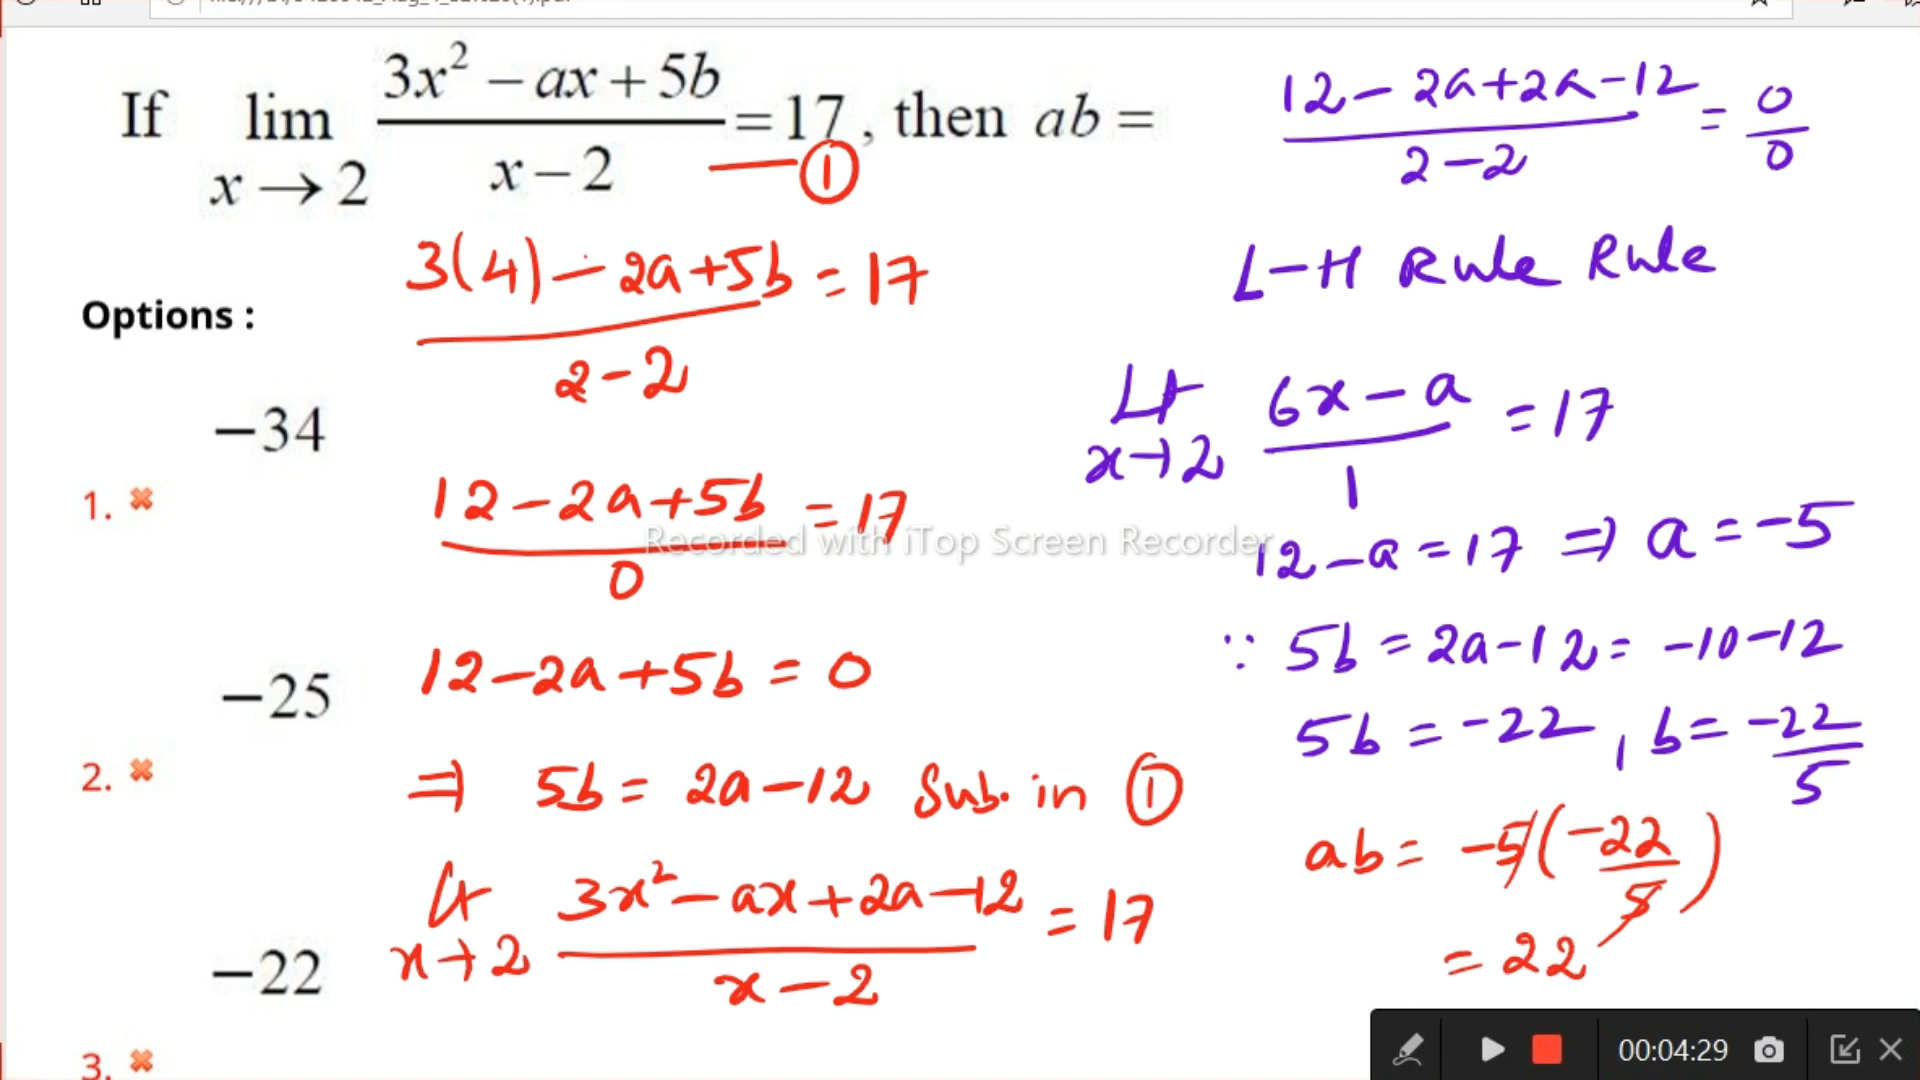 If lim x→2 (3x² – ax + 5b)/(x – 2) = 17, then ab =
①
Options :
–34
1.
–25
2.
–22
3.
(3(4) – 2a+5b)/(2-2) = 17
(12 – 2a+5b)/0 = 17
12–2a+5b = 0
⇒ 5b = 2a–12 Sub. in ①
Lt x→2 (3x²–ax+2a–12)/(x–2) = 17
(12– 2a+2a–12)/(2–2) = 0/0
L–H Rule Rule
Lt x→2 (6x–a)/1 = 17
12–a = 17 ⇒ a = –5
∵ 5b = 2a–12 = –10–12
5b = –22 , b = –22/5
ab = –5(–22/5)
= 22
Recorded with iTop Screen Recorder
00:04:29